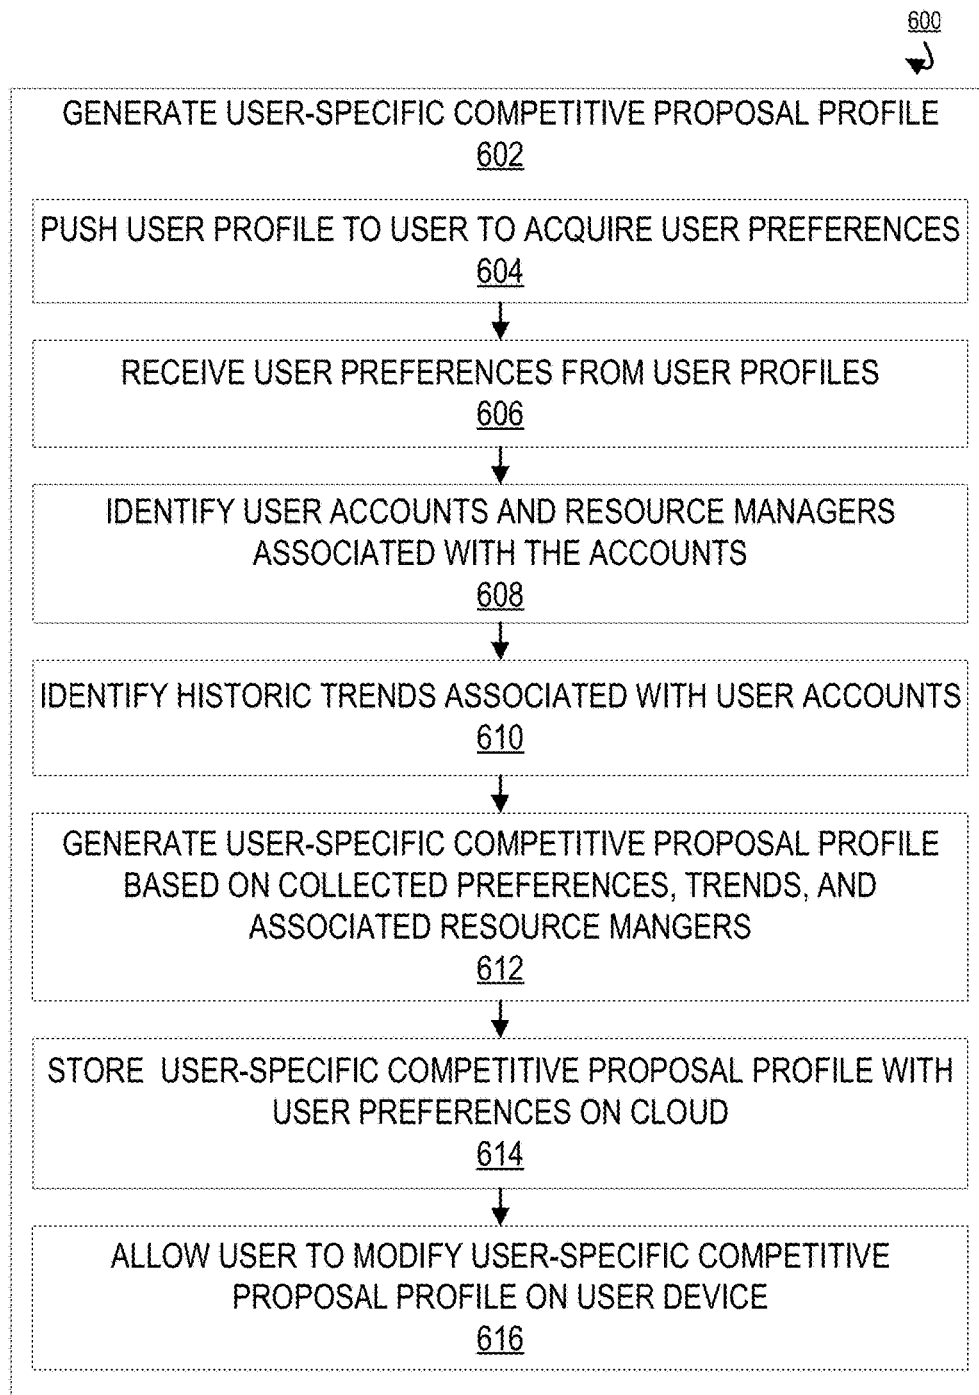 600
GENERATE USER-SPECIFIC COMPETITIVE PROPOSAL PROFILE
602
PUSH USER PROFILE TO USER TO ACQUIRE USER PREFERENCES
604
RECEIVE USER PREFERENCES FROM USER PROFILES
606
IDENTIFY USER ACCOUNTS AND RESOURCE MANAGERS
ASSOCIATED WITH THE ACCOUNTS
608
IDENTIFY HISTORIC TRENDS ASSOCIATED WITH USER ACCOUNTS
610
GENERATE USER-SPECIFIC COMPETITIVE PROPOSAL PROFILE
BASED ON COLLECTED PREFERENCES, TRENDS, AND
ASSOCIATED RESOURCE MANGERS
612
STORE USER-SPECIFIC COMPETITIVE PROPOSAL PROFILE WITH
USER PREFERENCES ON CLOUD
614
ALLOW USER TO MODIFY USER-SPECIFIC COMPETITIVE
PROPOSAL PROFILE ON USER DEVICE
616